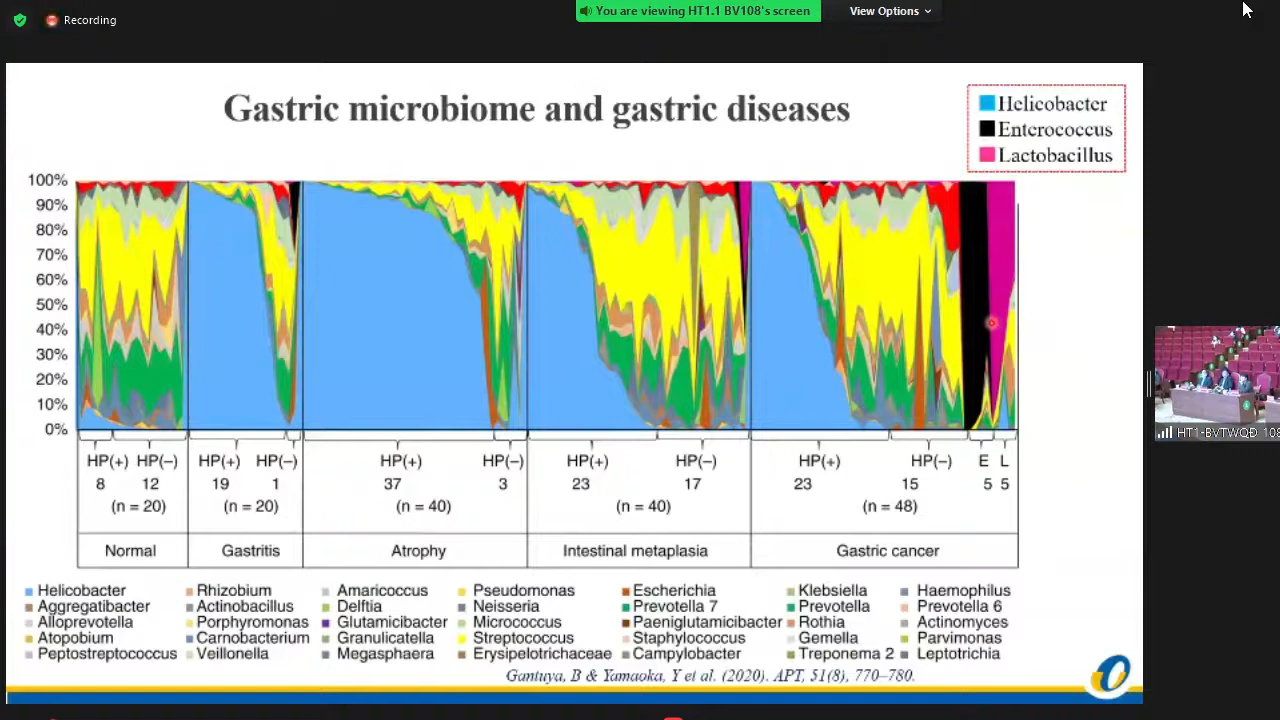 Recording
You are viewing HT1.1 BV108's screen
View Options
Gastric microbiome and gastric diseases
Helicobacter
Enterococcus
Lactobacillus
100%
90%
80%
70%
60%
50%
40%
30%
20%
10%
0%
HP(+) HP(−) HP(+) HP(−) HP(+) HP(−) HP(+) HP(−) HP(+) HP(−) E L
8 12 19 1 37 3 23 17 23 15 5 5
(n = 20) (n = 20) (n = 40) (n = 40) (n = 48)
Normal Gastritis Atrophy Intestinal metaplasia Gastric cancer
Helicobacter Rhizobium Amaricoccus Pseudomonas Escherichia Klebsiella Haemophilus
Aggregatibacter Actinobacillus Delftia Neisseria Prevotella 7 Prevotella Prevotella 6
Alloprevotella Porphyromonas Glutamicibacter Micrococcus Paeniglutamicibacter Rothia Actinomyces
Atopobium Carnobacterium Granulicatella Streptococcus Staphylococcus Gemella Parvimonas
Peptostreptococcus Veillonella Megasphaera Erysipelotrichaceae Campylobacter Treponema 2 Leptotrichia
Gantuya, B & Yamaoka, Y et al. (2020). APT, 51(8), 770–780.
HT1-BVTWQĐ 108